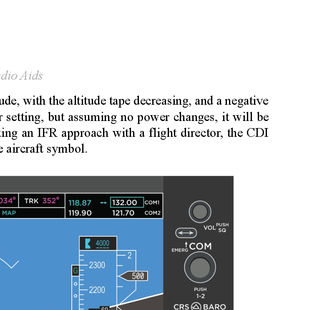 dio Aids
ude, with the altitude tape decreasing, and a negative
r setting, but assuming no power changes, it will be
ing an IFR approach with a flight director, the CDI
e aircraft symbol.
034° TRK 352° 118.87 ↔ 132.00 COM1
MAP 119.90 121.70 COM2
PUSH
VOL SQ
4000
!COM
EMERG
2
2300
G
500
2200
PUSH
1-2
CRS BARO